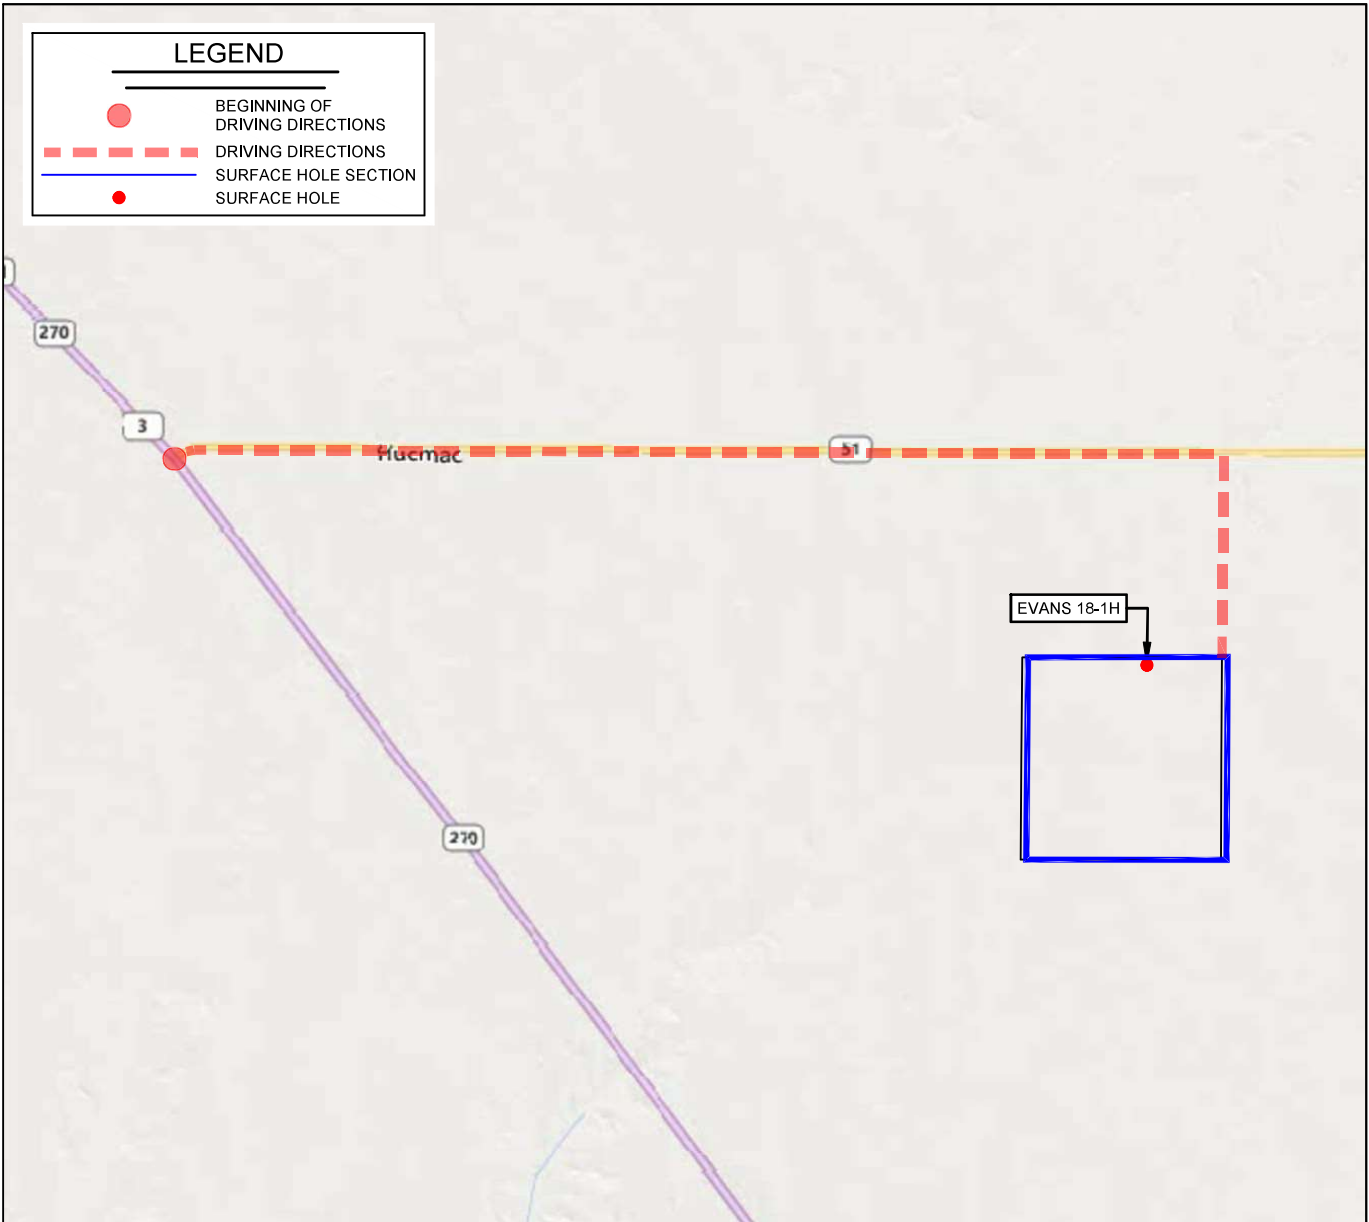 LEGEND
BEGINNING OF
DRIVING DIRECTIONS
DRIVING DIRECTIONS
SURFACE HOLE SECTION
SURFACE HOLE
270
3
Hucmac
51
EVANS 18-1H
270